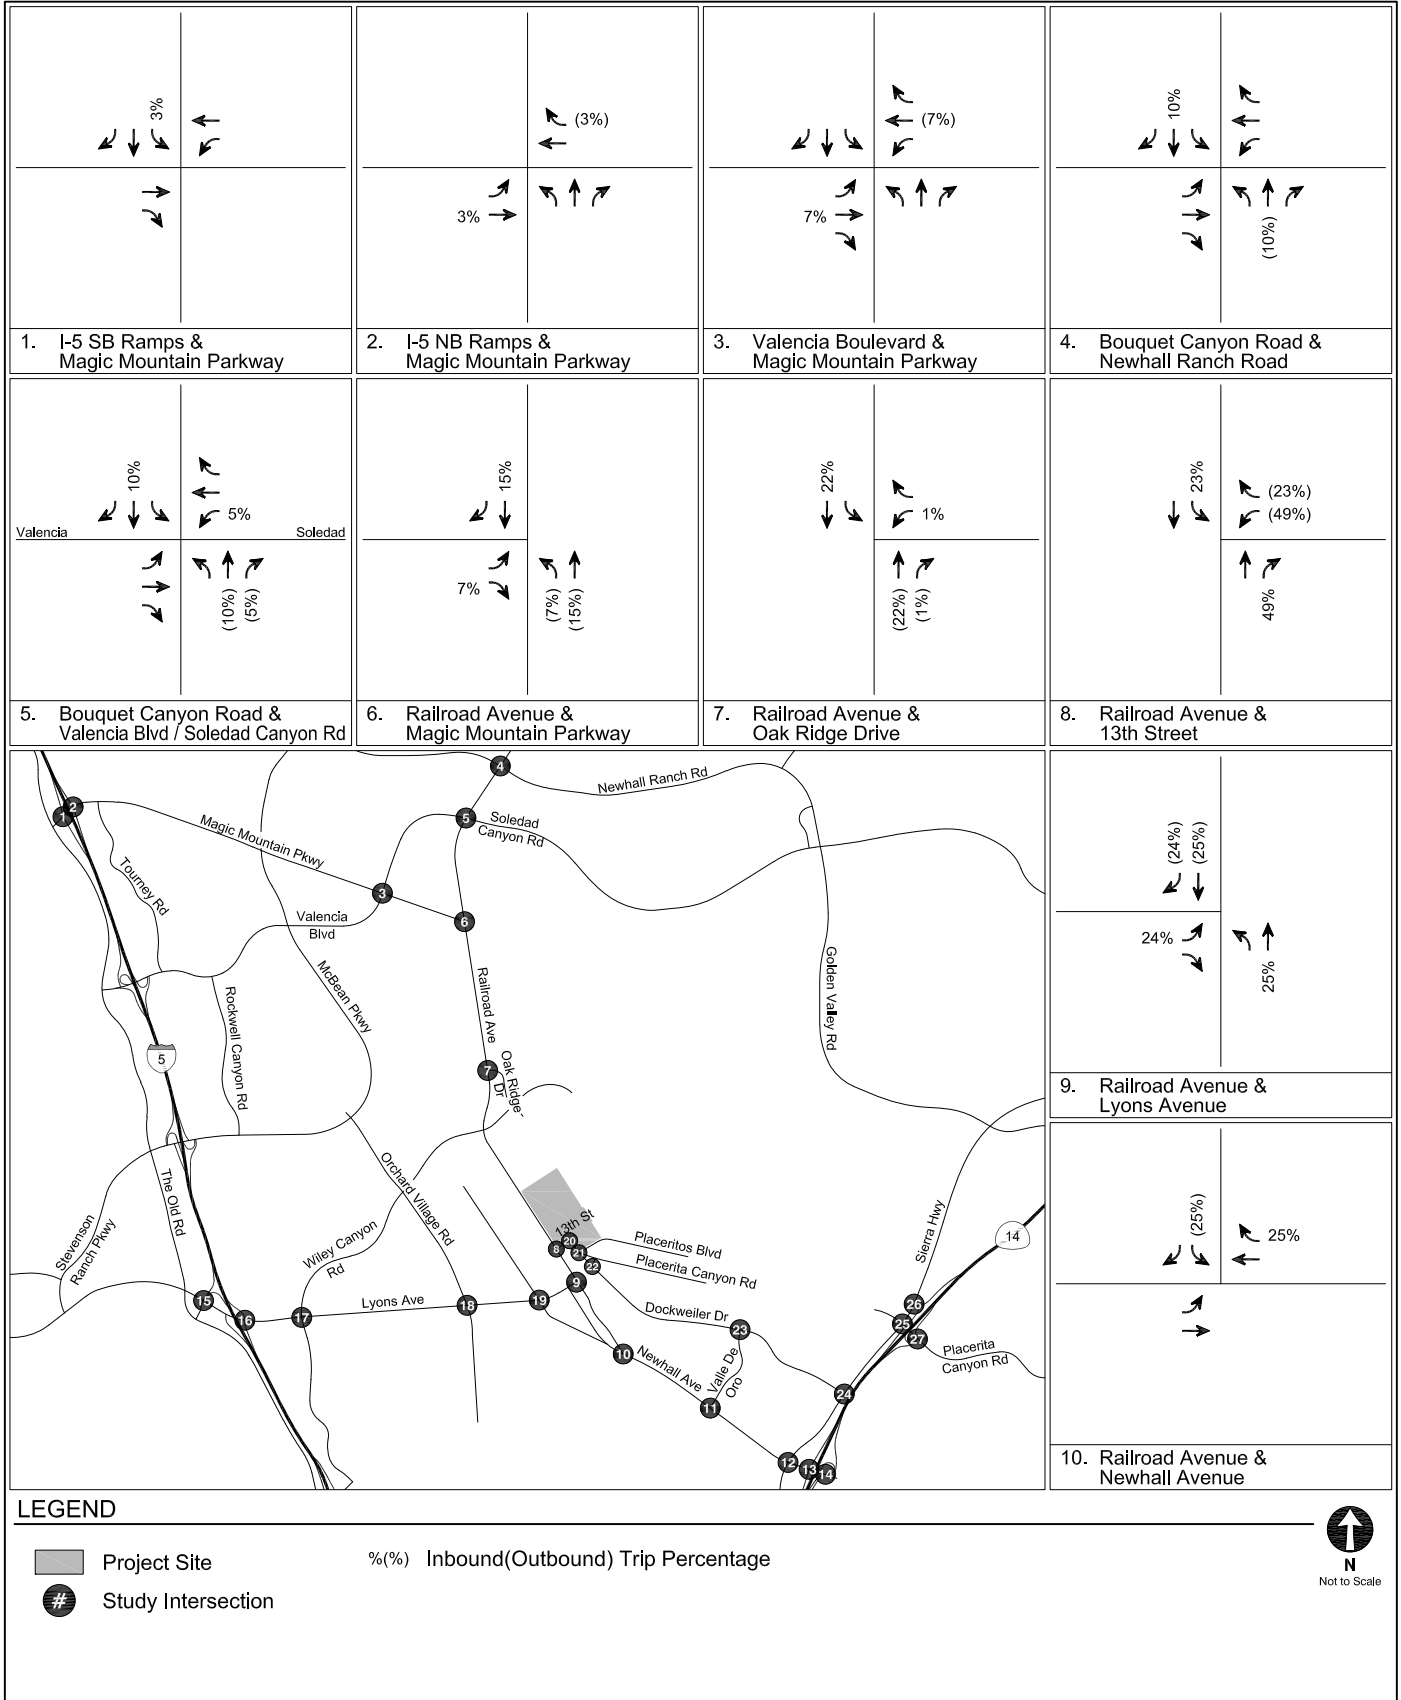 3%
1. I-5 SB Ramps &
Magic Mountain Parkway
(3%)
3%
2. I-5 NB Ramps &
Magic Mountain Parkway
(7%)
7%
3. Valencia Boulevard &
Magic Mountain Parkway
10%
(10%)
4. Bouquet Canyon Road &
Newhall Ranch Road
10%
5%
Valencia
Soledad
(10%)
(5%)
5. Bouquet Canyon Road &
Valencia Blvd / Soledad Canyon Rd
15%
7%
(7%)
(15%)
6. Railroad Avenue &
Magic Mountain Parkway
22%
1%
(22%)
(1%)
7. Railroad Avenue &
Oak Ridge Drive
23%
(23%)
(49%)
49%
8. Railroad Avenue &
13th Street
(24%)
(25%)
24%
25%
9. Railroad Avenue &
Lyons Avenue
(25%)
25%
10. Railroad Avenue &
Newhall Avenue
4
Newhall Ranch Rd
2
1
5
Soledad
Canyon Rd
Magic Mountain Pkwy
Tourney Rd
3
6
Valencia
Blvd
McBean Pkwy
Rockwell Canyon Rd
Railroad Ave
Golden Valley Rd
5
7
Oak Ridge
Dr
The Old Rd
Orchard Village Rd
Stevenson
Ranch Pkwy
Wiley Canyon
Rd
13th St
20
8
21
22
Placeritos Blvd
Placerita Canyon Rd
Sierra Hwy
14
9
15
16
17
Lyons Ave
18
19
Dockweiler Dr
23
26
25
27
Placerita
Canyon Rd
10
Newhall Ave
Valle De
Oro
11
24
12
13
14
LEGEND
Project Site
%(%) Inbound(Outbound) Trip Percentage
# Study Intersection
N
Not to Scale